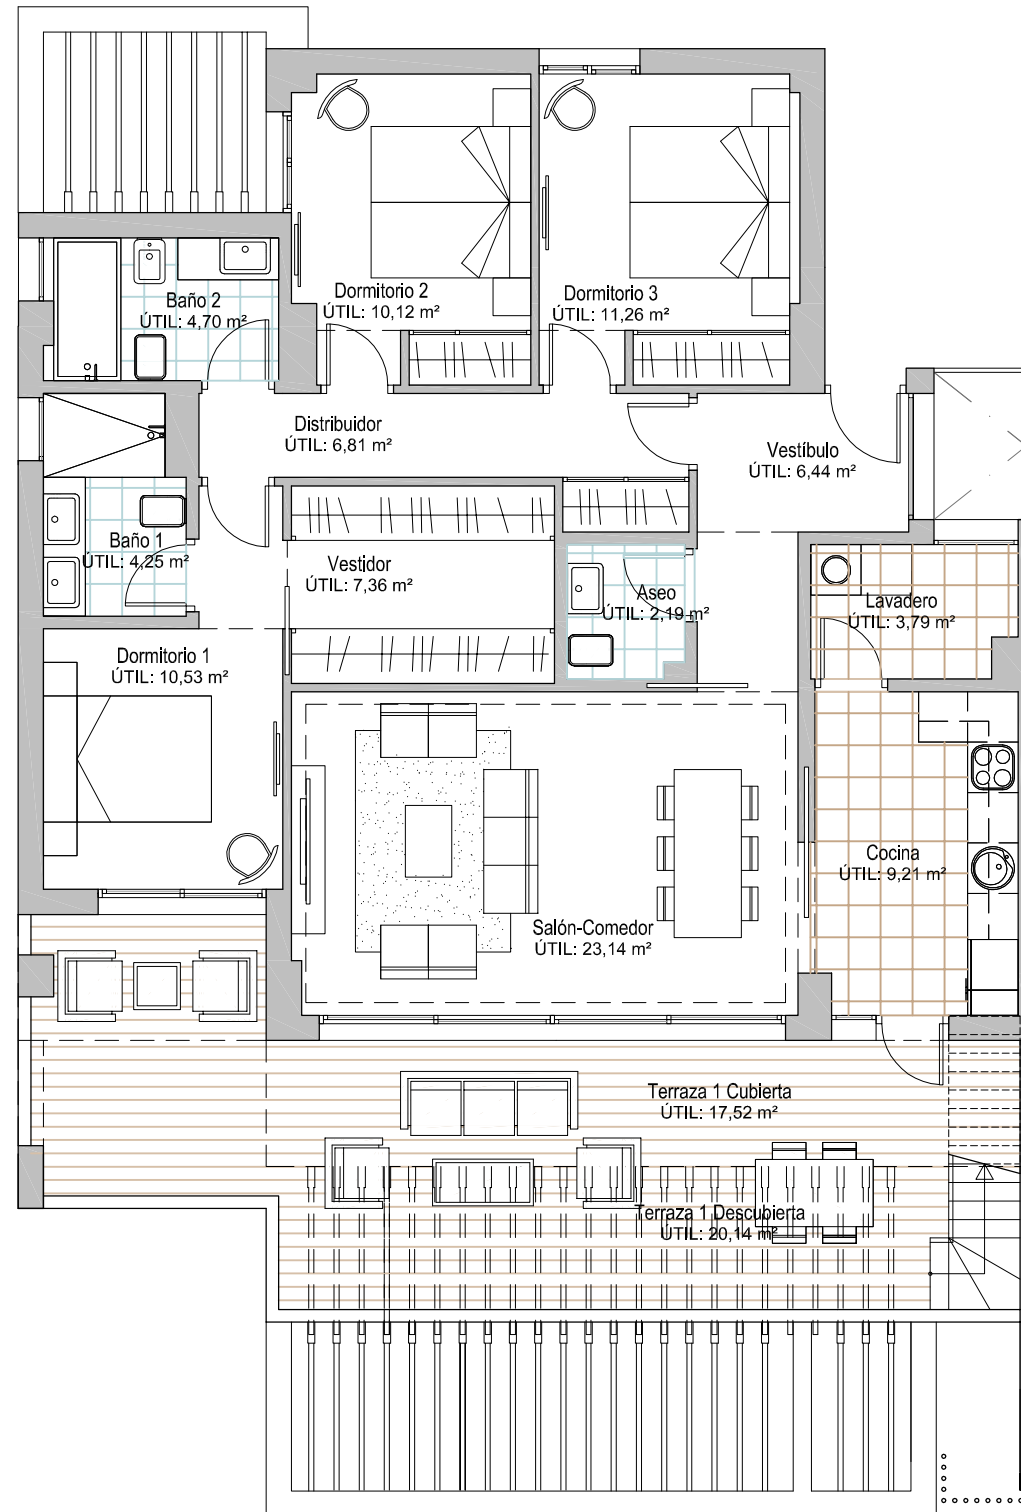 Dormitorio 2
ÚTIL: 10,12 m²
Dormitorio 3
ÚTIL: 11,26 m²
Baño 2
ÚTIL: 4,70 m²
Distribuidor
ÚTIL: 6,81 m²
Vestíbulo
ÚTIL: 6,44 m²
Baño 1
ÚTIL: 4,25 m²
Vestidor
ÚTIL: 7,36 m²
Aseo
ÚTIL: 2,19 m²
Lavadero
ÚTIL: 3,79 m²
Dormitorio 1
ÚTIL: 10,53 m²
Cocina
ÚTIL: 9,21 m²
Salón-Comedor
ÚTIL: 23,14 m²
Terraza 1 Cubierta
ÚTIL: 17,52 m²
Terraza 1 Descubierta
ÚTIL: 20,14 m²